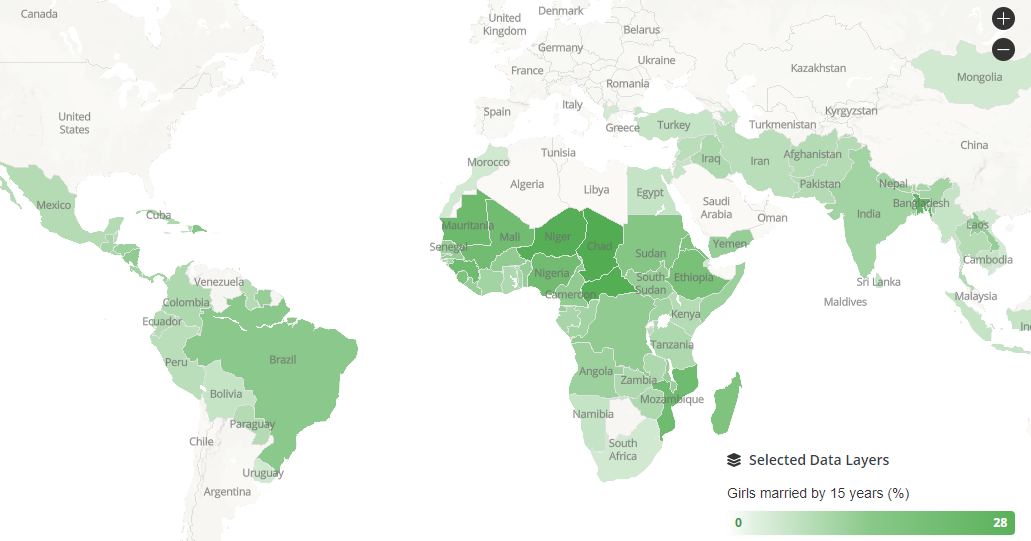 Canada
United
Kingdom
Denmark
Belarus
Germany
Ukraine
Kazakhstan
Mongolia
France
Romania
United
States
Spain
Italy
Kyrgyzstan
Greece
Turkey
Turkmenistan
China
Tunisia
Morocco
Iraq
Iran
Afghanistan
Algeria
Libya
Egypt
Pakistan
Nepal
Mexico
Cuba
Saudi
Arabia
Oman
India
Bangladesh
Mauritania
Mali
Niger
Chad
Sudan
Yemen
Laos
Senegal
Cambodia
Venezuela
Nigeria
South
Sudan
Ethiopia
Sri Lanka
Colombia
Cameroon
Maldives
Malaysia
Ecuador
Kenya
In
Brazil
Tanzania
Peru
Angola
Zambia
Bolivia
Mozambique
Namibia
Paraguay
Chile
South
Africa
Uruguay
Argentina
Selected Data Layers
Girls married by 15 years (%)
0 28